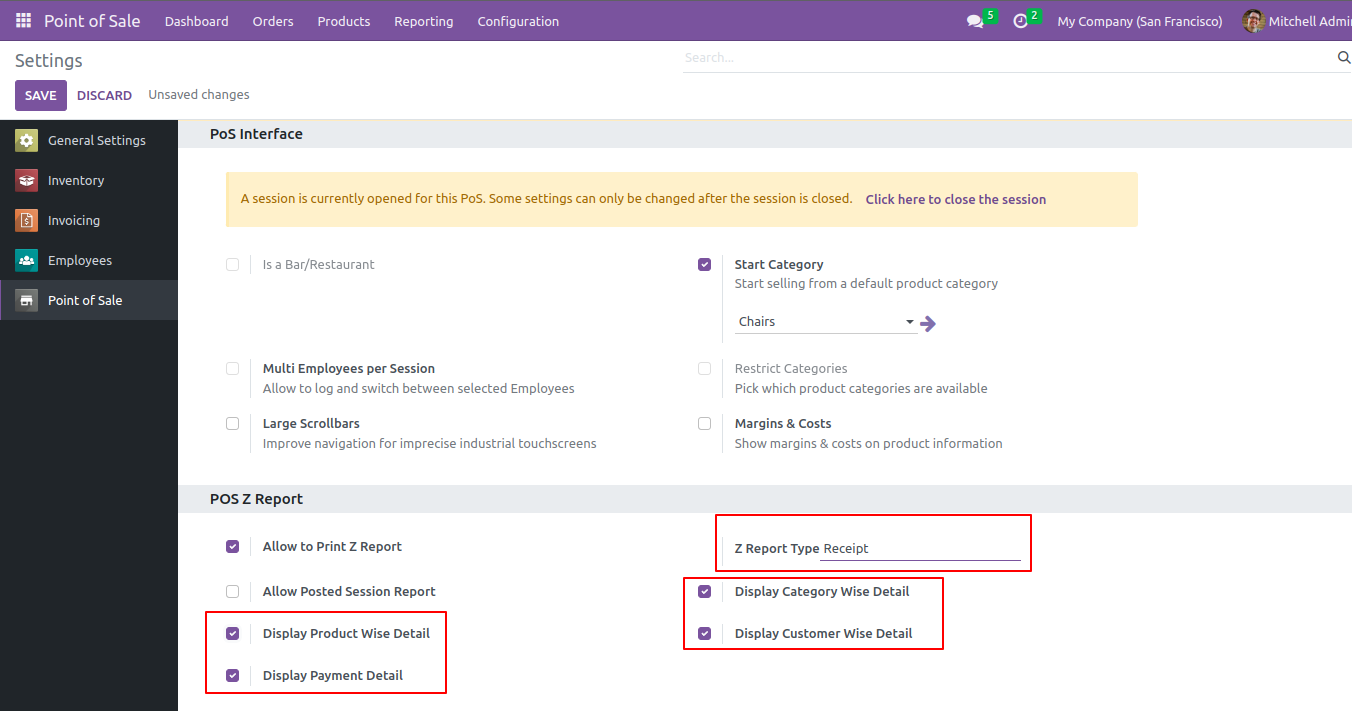 Point of Sale Dashboard Orders Products Reporting Configuration 5 2 My Company (San Francisco) Mitchell Admi
Settings Search...
SAVE DISCARD Unsaved changes
General Settings
Inventory
Invoicing
Employees
Point of Sale
PoS Interface
A session is currently opened for this PoS. Some settings can only be changed after the session is closed. Click here to close the session
Is a Bar/Restaurant
Start Category
Start selling from a default product category
Chairs
Multi Employees per Session
Allow to log and switch between selected Employees
Restrict Categories
Pick which product categories are available
Large Scrollbars
Improve navigation for imprecise industrial touchscreens
Margins & Costs
Show margins & costs on product information
POS Z Report
Allow to Print Z Report
Z Report Type Receipt
Allow Posted Session Report
Display Category Wise Detail
Display Product Wise Detail
Display Customer Wise Detail
Display Payment Detail